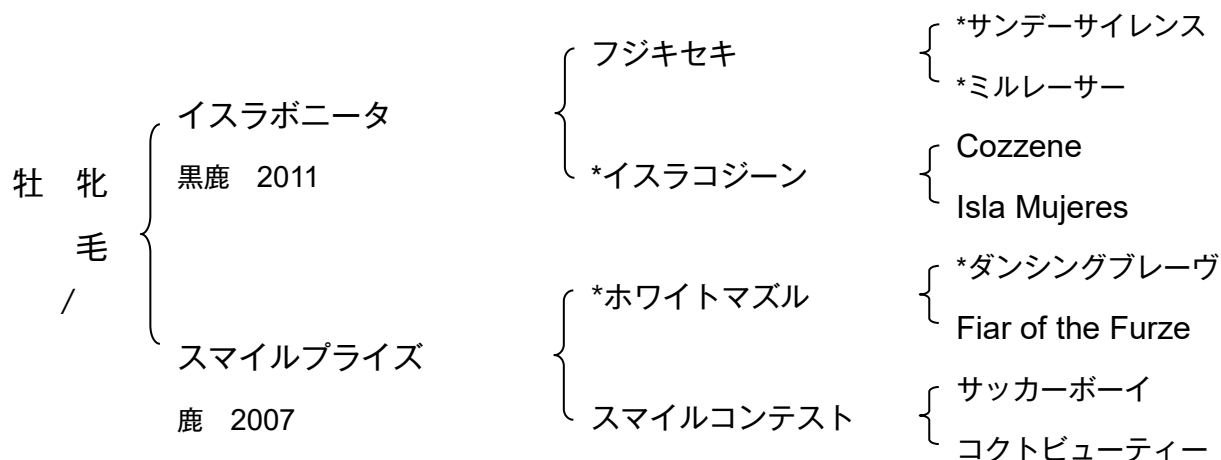 *サンデーサイレンス
フジキセキ
*ミルレーサー
イスラボニータ
黒鹿　2011
Cozzene
*イスラコジーン
Isla Mujeres
牡　牝
毛
/
*ダンシングブレーヴ
*ホワイトマズル
Fiar of the Furze
スマイルプライズ
鹿　2007
サッカーボーイ
スマイルコンテスト
コクトビューティー